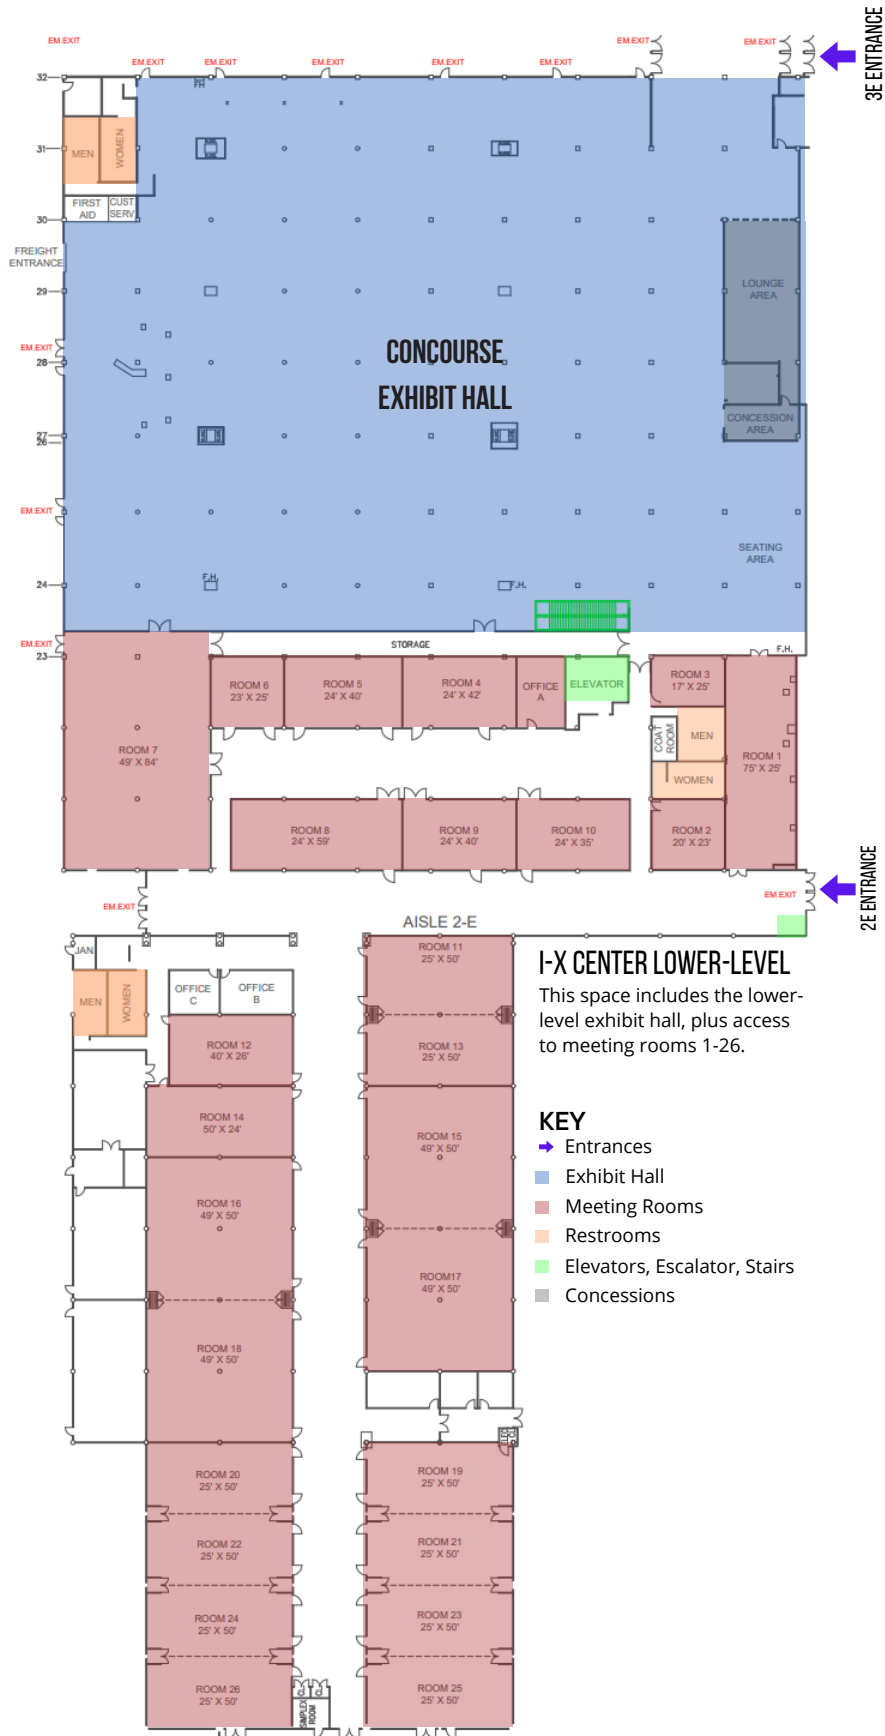 EM.EXIT
EM.EXIT
EM.EXIT
EM.EXIT
EM.EXIT
EM.EXIT
EM.EXIT
EM.EXIT
3E ENTRANCE
32
FH
31
MEN
WOMEN
FIRST
AID
CUST.
SERV.
30
FREIGHT
ENTRANCE
29
LOUNGE
AREA
EM.EXIT
28
CONCOURSE
EXHIBIT HALL
CONCESSION
AREA
27
26
EM.EXIT
SEATING
AREA
24
F.H.
F.H.
EM.EXIT
23
STORAGE
F.H.
ROOM 6
23' X 25'
ROOM 5
24' X 40'
ROOM 4
24' X 42'
OFFICE
A
ELEVATOR
ROOM 3
17' X 25'
ROOM 7
49' X 84'
COAT
ROOM
MEN
ROOM 1
75' X 25'
WOMEN
ROOM 8
24' X 59'
ROOM 9
24' X 40'
ROOM 10
24' X 35'
ROOM 2
20' X 23'
EM.EXIT
EM.EXIT
2E ENTRANCE
AISLE 2-E
JAN
ROOM 11
25' X 50'
I-X CENTER LOWER-LEVEL
This space includes the lower-
level exhibit hall, plus access
to meeting rooms 1-26.
MEN
WOMEN
OFFICE
C
OFFICE
B
ROOM 12
40' X 26'
ROOM 13
25' X 50'
ROOM 14
50' X 24'
ROOM 15
49' X 50'
KEY
Entrances
Exhibit Hall
Meeting Rooms
Restrooms
Elevators, Escalator, Stairs
Concessions
ROOM 16
49' X 50'
ROOM17
49' X 50'
ROOM 18
49' X 50'
ELEC
CL
ROOM 20
25' X 50'
ROOM 19
25' X 50'
ROOM 22
25' X 50'
ROOM 21
25' X 50'
ROOM 24
25' X 50'
ROOM 23
25' X 50'
ROOM 26
25' X 50'
CL
CL
SIMPLEX
ROOM
ROOM 25
25' X 50'